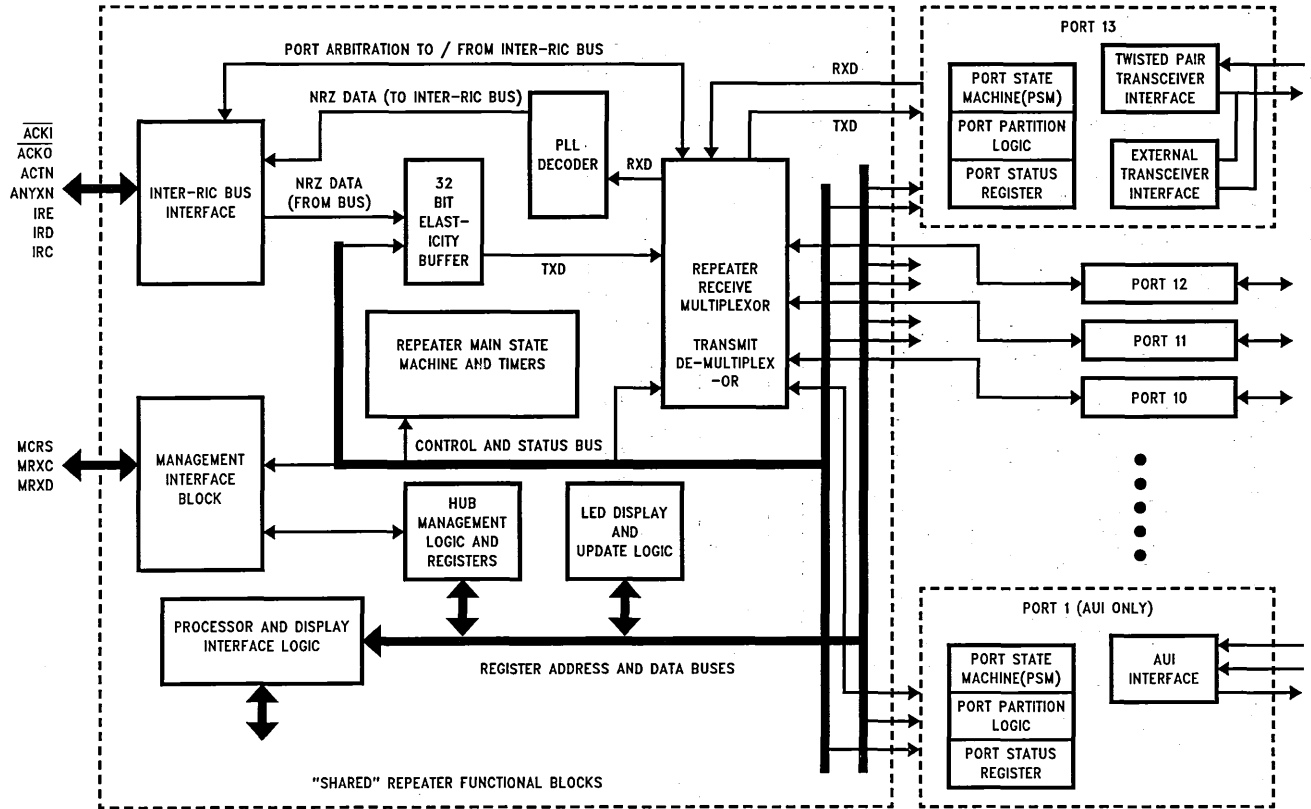 PORT 13
PORT ARBITRATION TO / FROM INTER-RIC BUS
RXD
TXD
PORT STATE
MACHINE(PSM)
PORT PARTITION
LOGIC
PORT STATUS
REGISTER
TWISTED PAIR
TRANSCEIVER
INTERFACE
EXTERNAL
TRANSCEIVER
INTERFACE
NRZ DATA (TO INTER-RIC BUS)
PLL
DECODER
RXD
ACKI
ACKO
ACTN
ANYXN
IRE
IRD
IRC
INTER-RIC BUS
INTERFACE
NRZ DATA
(FROM BUS)
32
BIT
ELAST-
ICITY
BUFFER
TXD
REPEATER
RECEIVE
MULTIPLEXOR
TRANSMIT
DE-MULTIPLEX
-OR
PORT 12
PORT 11
PORT 10
REPEATER MAIN STATE
MACHINE AND TIMERS
CONTROL AND STATUS BUS
MCRS
MRXC
MRXD
MANAGEMENT
INTERFACE
BLOCK
HUB
MANAGEMENT
LOGIC AND
REGISTERS
LED DISPLAY
AND
UPDATE LOGIC
PROCESSOR AND DISPLAY
INTERFACE LOGIC
REGISTER ADDRESS AND DATA BUSES
PORT 1 (AUI ONLY)
PORT STATE
MACHINE(PSM)
PORT PARTITION
LOGIC
PORT STATUS
REGISTER
AUI
INTERFACE
"SHARED" REPEATER FUNCTIONAL BLOCKS